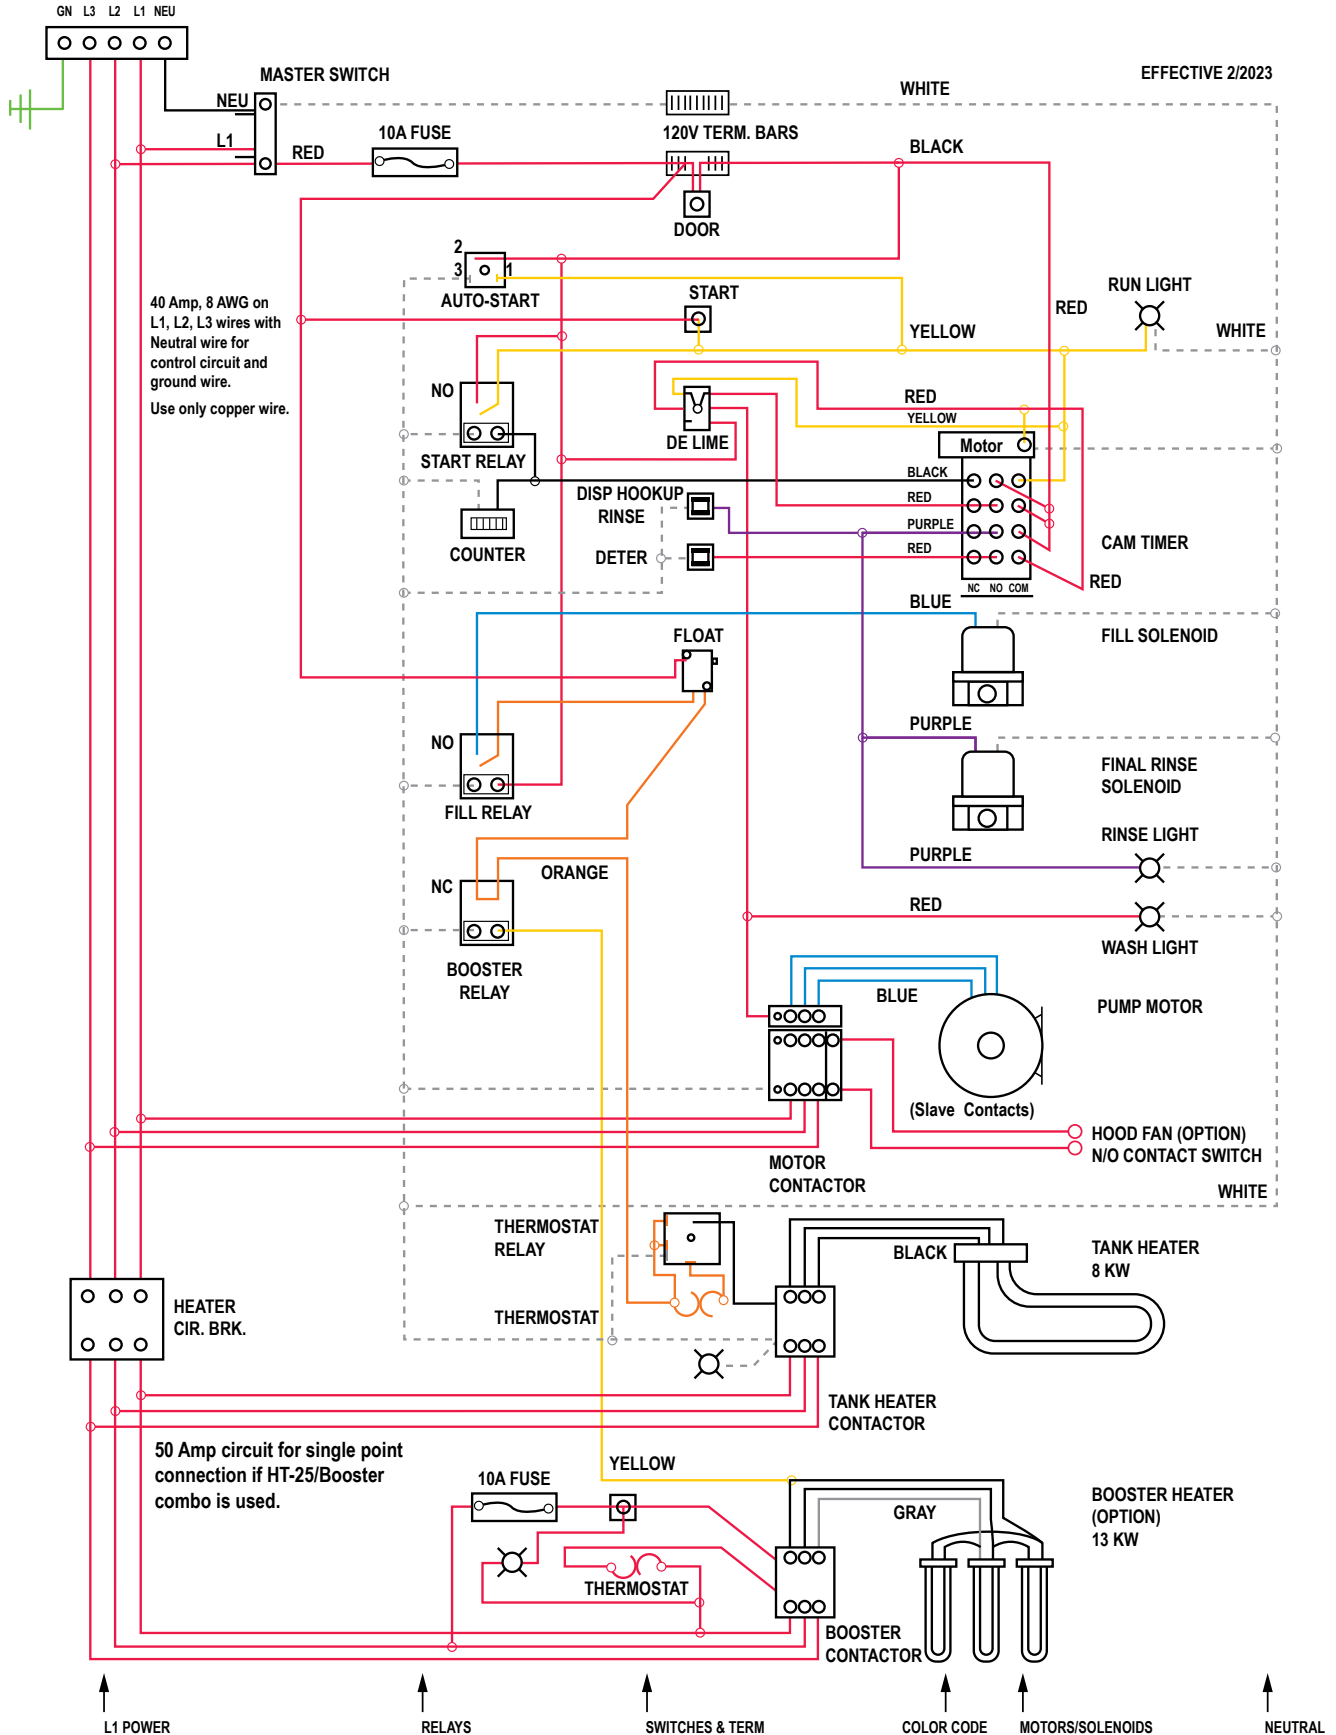 GN L3 L2 L1 NEU
MASTER SWITCH
EFFECTIVE 2/2023
NEU
WHITE
L1
RED
10A FUSE
120V TERM. BARS
BLACK
DOOR
2
3
1
AUTO-START
START
RUN LIGHT
RED
40 Amp, 8 AWG on
L1, L2, L3 wires with
Neutral wire for
control circuit and
ground wire.
Use only copper wire.
YELLOW
WHITE
NO
START RELAY
DE LIME
RED
YELLOW
Motor
BLACK
DISP HOOKUP
RINSE
RED
PURPLE
COUNTER
DETER
RED
CAM TIMER
RED
NC NO COM
BLUE
FLOAT
FILL SOLENOID
PURPLE
NO
FILL RELAY
FINAL RINSE
SOLENOID
RINSE LIGHT
PURPLE
ORANGE
NC
RED
WASH LIGHT
BOOSTER
RELAY
BLUE
PUMP MOTOR
(Slave Contacts)
HOOD FAN (OPTION)
N/O CONTACT SWITCH
MOTOR
CONTACTOR
WHITE
THERMOSTAT
RELAY
BLACK
TANK HEATER
8 KW
HEATER
CIR. BRK.
THERMOSTAT
TANK HEATER
CONTACTOR
50 Amp circuit for single point
connection if HT-25/Booster
combo is used.
YELLOW
10A FUSE
GRAY
BOOSTER HEATER
(OPTION)
13 KW
THERMOSTAT
BOOSTER
CONTACTOR
L1 POWER
RELAYS
SWITCHES & TERM
COLOR CODE
MOTORS/SOLENOIDS
NEUTRAL